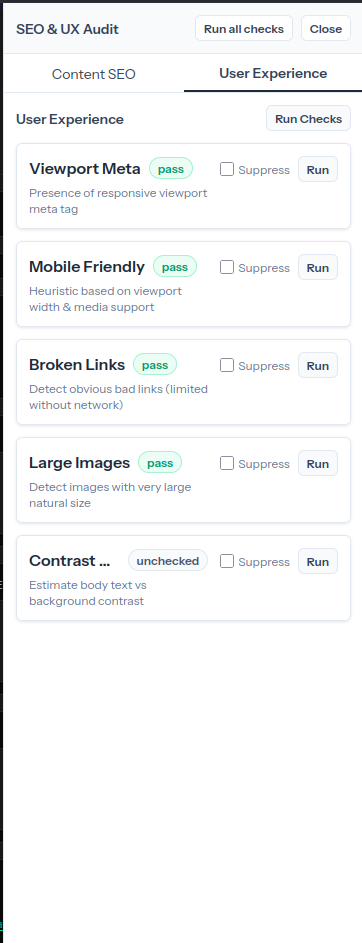 SEO & UX Audit
Run all checks
Close
Content SEO
User Experience
User Experience
Run Checks
Viewport Meta
pass
Suppress
Run
Presence of responsive viewport
meta tag
Mobile Friendly
pass
Suppress
Run
Heuristic based on viewport
width & media support
Broken Links
pass
Suppress
Run
Detect obvious bad links (limited
without network)
Large Images
pass
Suppress
Run
Detect images with very large
natural size
Contrast ...
unchecked
Suppress
Run
Estimate body text vs
background contrast